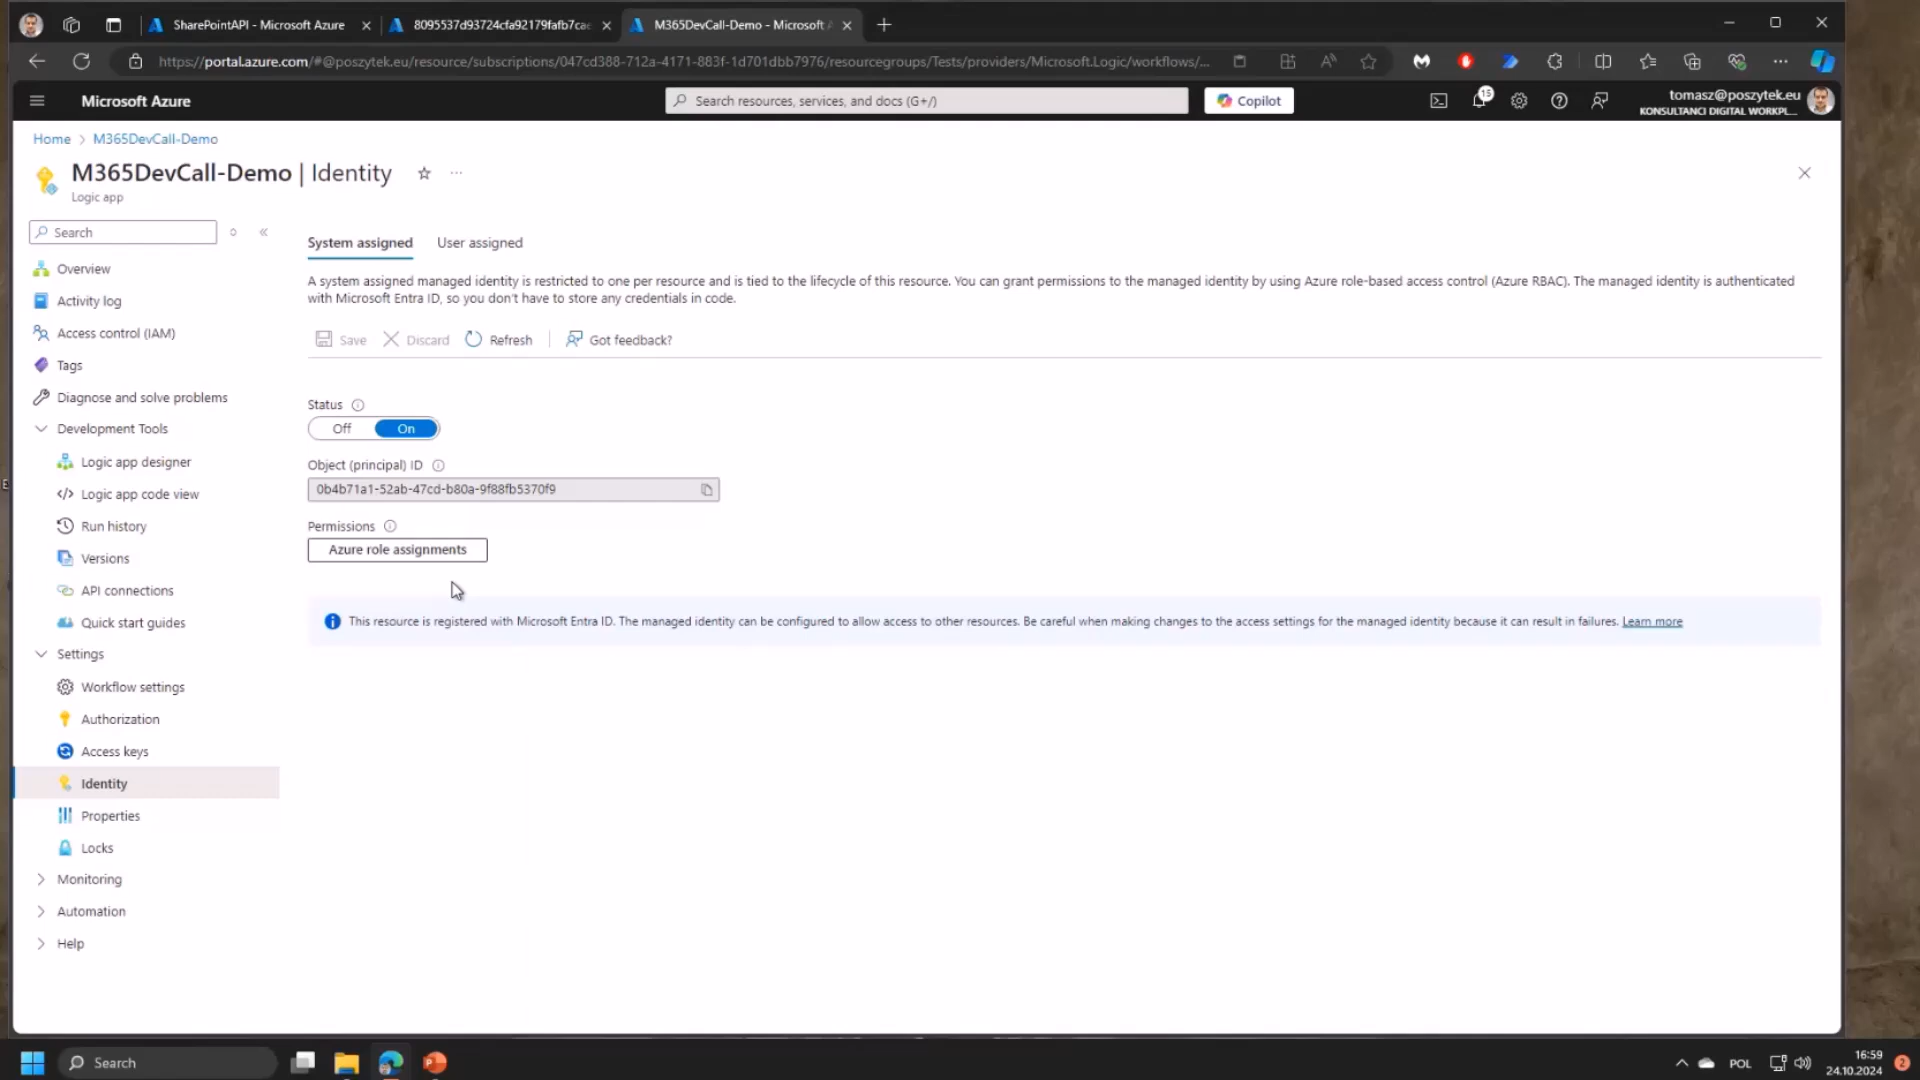 SharePointAPI - Microsoft Azure
8095537d93724cfa92179fafb7cae
M365DevCall-Demo - Microsoft A
https://portal.azure.com/#@poszytek.eu/resource/subscriptions/047cd388-712a-4171-883f-1d701dbb7976/resourcegroups/Tests/providers/Microsoft.Logic/workflows/...
Microsoft Azure
Search resources, services, and docs (G+/)
Copilot
15
tomasz@poszytek.eu
KONSULTANCI DIGITAL WORKPL...
Home > M365DevCall-Demo
M365DevCall-Demo | Identity
Logic app
Search
Overview
Activity log
Access control (IAM)
Tags
Diagnose and solve problems
Development Tools
Logic app designer
Logic app code view
Run history
Versions
API connections
Quick start guides
Settings
Workflow settings
Authorization
Access keys
Identity
Properties
Locks
Monitoring
Automation
Help
System assigned
User assigned
A system assigned managed identity is restricted to one per resource and is tied to the lifecycle of this resource. You can grant permissions to the managed identity by using Azure role-based access control (Azure RBAC). The managed identity is authenticated
with Microsoft Entra ID, so you don't have to store any credentials in code.
Save
Discard
Refresh
Got feedback?
Status
Off
On
Object (principal) ID
0b4b71a1-52ab-47cd-b80a-9f88fb5370f9
Permissions
Azure role assignments
This resource is registered with Microsoft Entra ID. The managed identity can be configured to allow access to other resources. Be careful when making changes to the access settings for the managed identity because it can result in failures. Learn more
Search
POL
16:59
24.10.2024
2